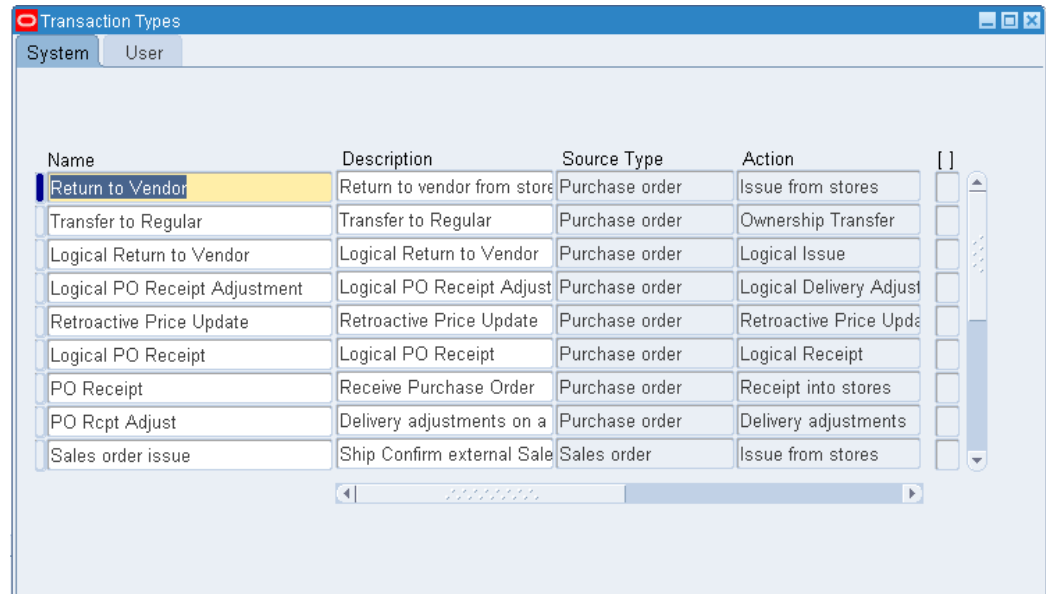 Transaction Types
System User
Name Description Source Type Action [ ]
Return to Vendor Return to vendor from store Purchase order Issue from stores
Transfer to Regular Transfer to Regular Purchase order Ownership Transfer
Logical Return to Vendor Logical Return to Vendor Purchase order Logical Issue
Logical PO Receipt Adjustment Logical PO Receipt Adjust Purchase order Logical Delivery Adjust
Retroactive Price Update Retroactive Price Update Purchase order Retroactive Price Upda
Logical PO Receipt Logical PO Receipt Purchase order Logical Receipt
PO Receipt Receive Purchase Order Purchase order Receipt into stores
PO Rcpt Adjust Delivery adjustments on a Purchase order Delivery adjustments
Sales order issue Ship Confirm external Sale Sales order Issue from stores